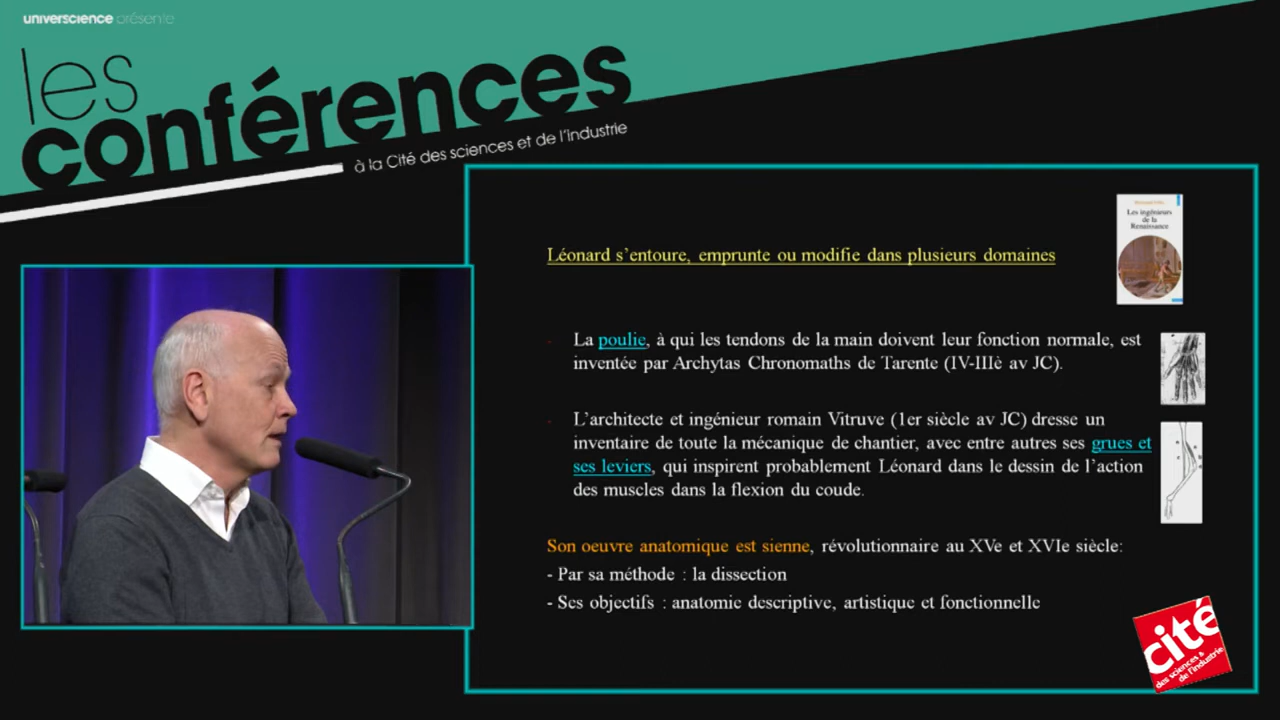 universcience présente
les
conférences
à la Cité des sciences et de l'industrie
Les ingénieurs
de la
Renaissance
Léonard s'entoure, emprunte ou modifie dans plusieurs domaines
- La poulie, à qui les tendons de la main doivent leur fonction normale, est
inventée par Archytas Chronomaths de Tarente (IV-IIIè av JC).
- L'architecte et ingénieur romain Vitruve (1er siècle av JC) dresse un
inventaire de toute la mécanique de chantier, avec entre autres ses grues et
ses leviers, qui inspirent probablement Léonard dans le dessin de l'action
des muscles dans la flexion du coude.
Son oeuvre anatomique est sienne, révolutionnaire au XVe et XVIe siècle:
- Par sa méthode : la dissection
- Ses objectifs : anatomie descriptive, artistique et fonctionnelle
cité
des sciences &
de l'industrie